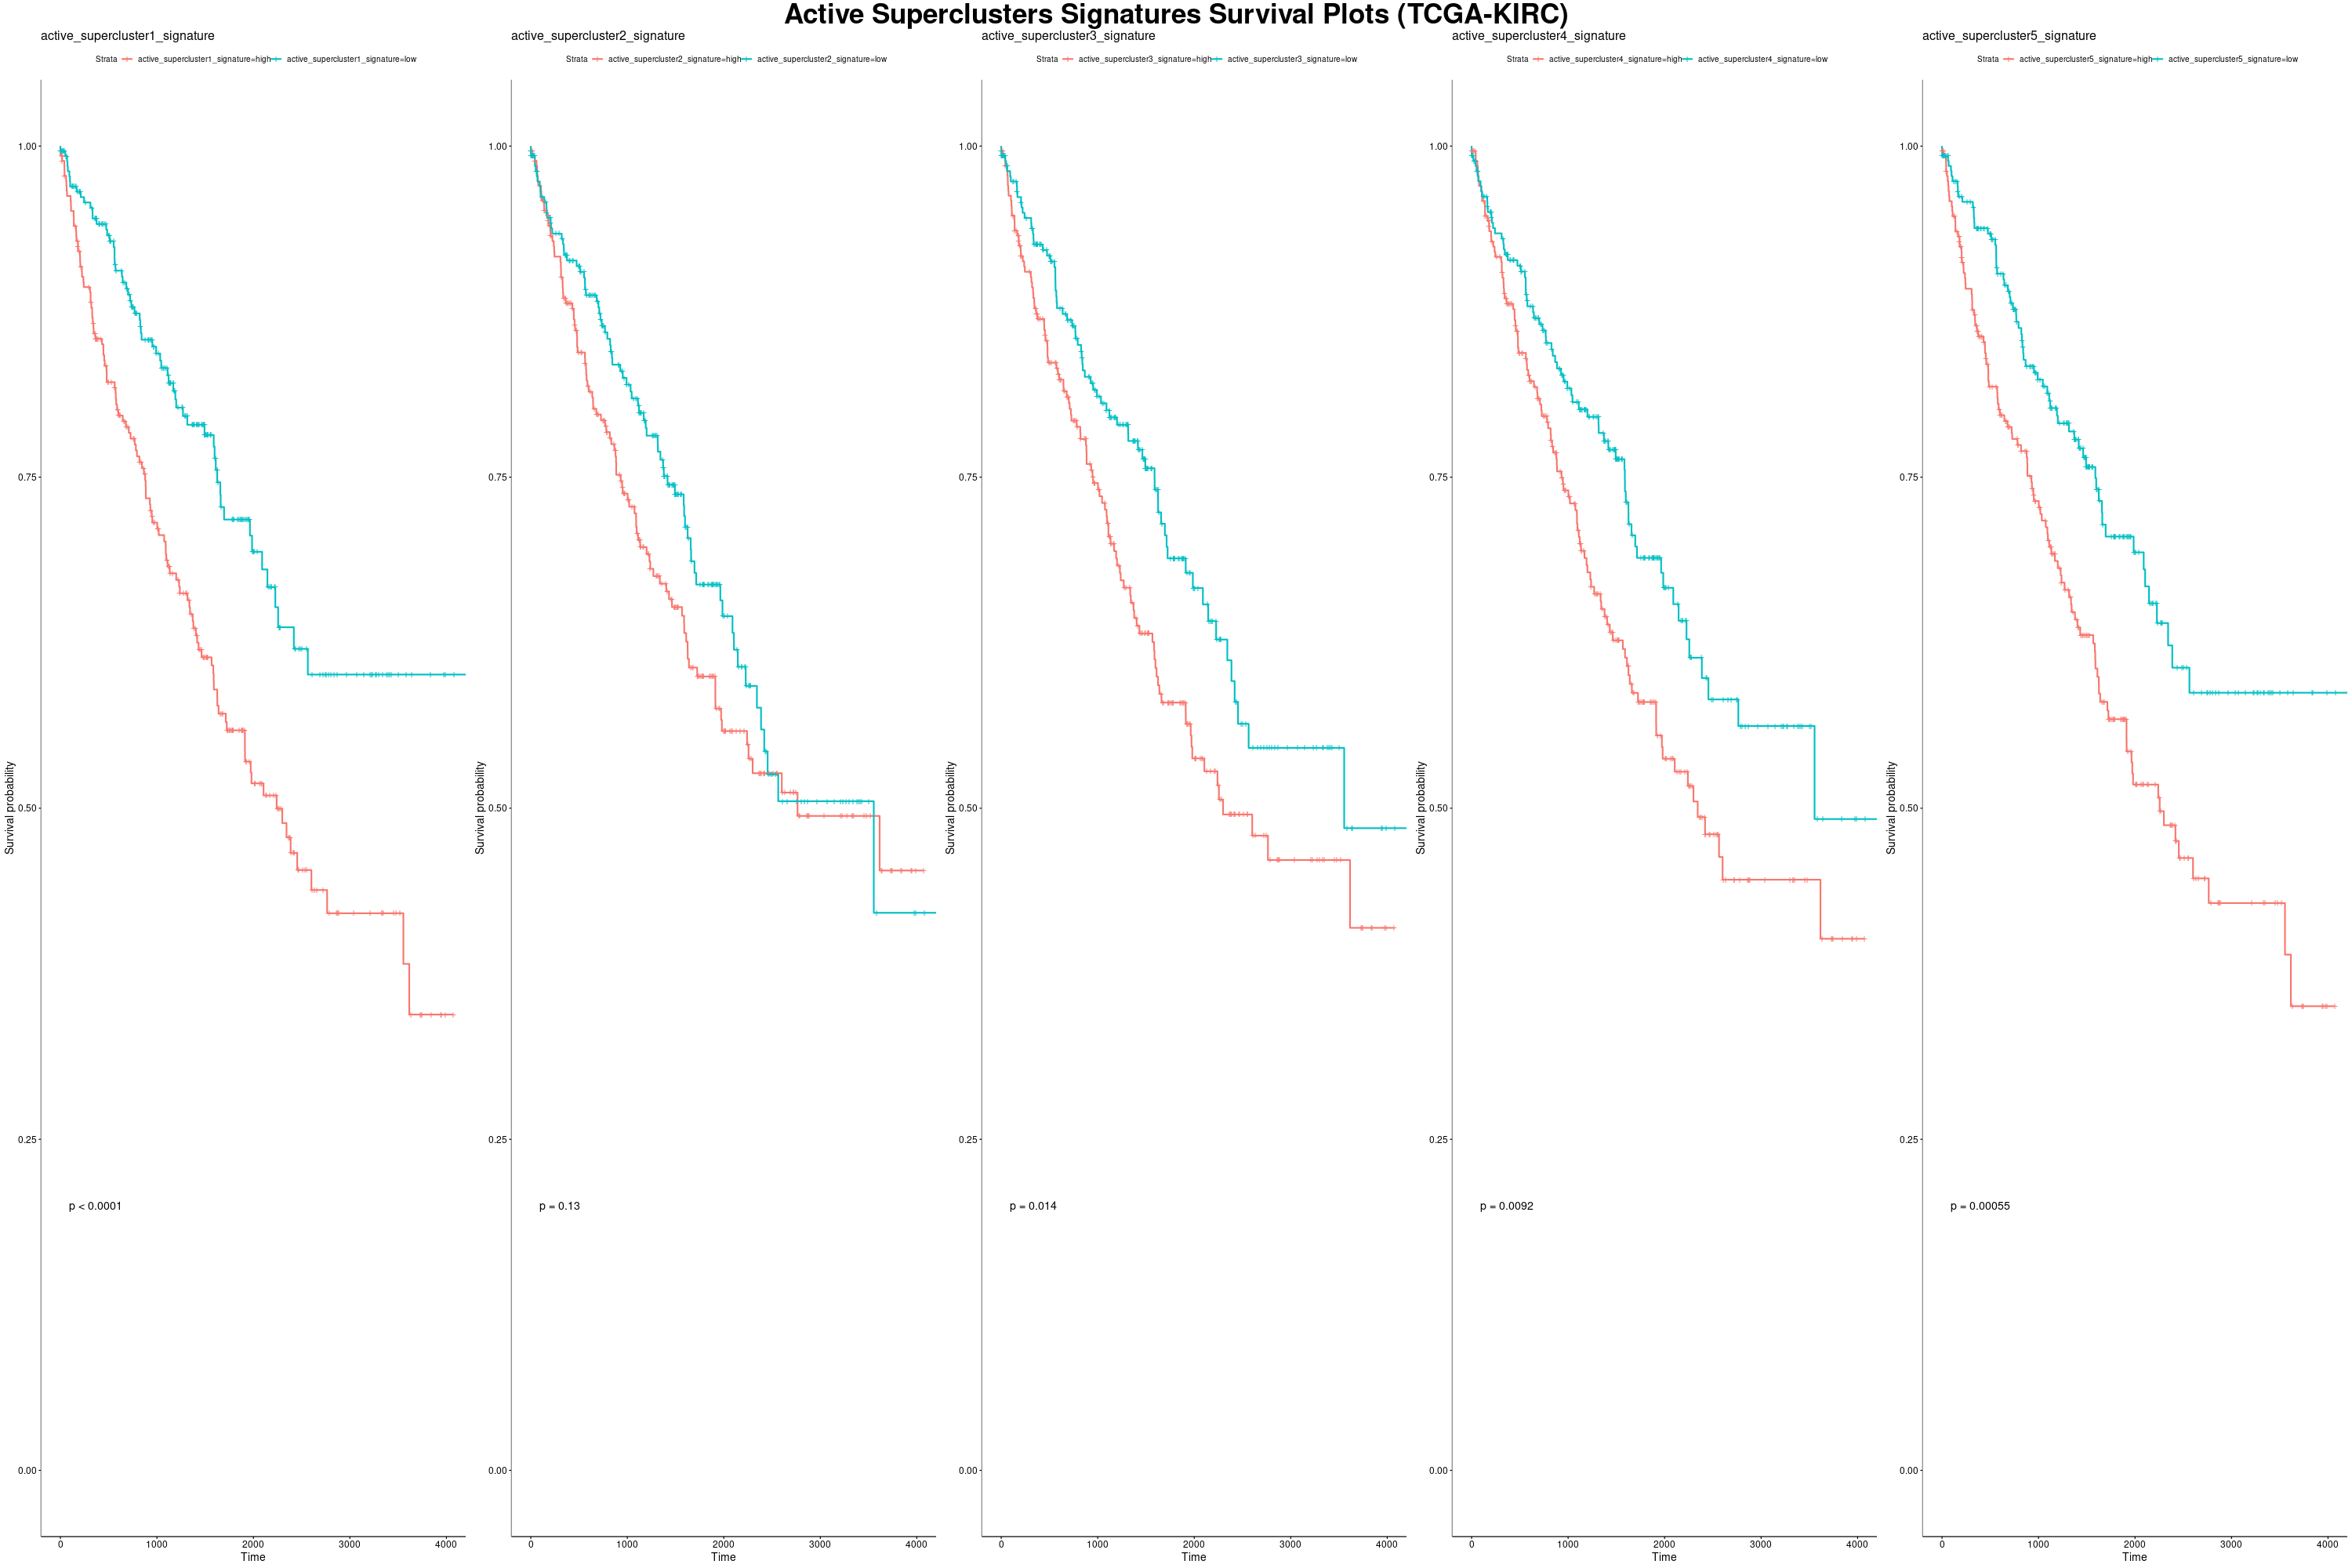 Active Superclusters Signatures Survival Plots (TCGA-KIRC)
active_supercluster1_signature
Strata active_supercluster1_signature=high active_supercluster1_signature=low
1.00
0.75
0.50
0.25
0.00
Survival probability
p < 0.0001
0 1000 2000 3000 4000
Time
active_supercluster2_signature
Strata active_supercluster2_signature=high active_supercluster2_signature=low
1.00
0.75
0.50
0.25
0.00
Survival probability
p = 0.13
0 1000 2000 3000 4000
Time
active_supercluster3_signature
Strata active_supercluster3_signature=high active_supercluster3_signature=low
1.00
0.75
0.50
0.25
0.00
Survival probability
p = 0.014
0 1000 2000 3000 4000
Time
active_supercluster4_signature
Strata active_supercluster4_signature=high active_supercluster4_signature=low
1.00
0.75
0.50
0.25
0.00
Survival probability
p = 0.0092
0 1000 2000 3000 4000
Time
active_supercluster5_signature
Strata active_supercluster5_signature=high active_supercluster5_signature=low
1.00
0.75
0.50
0.25
0.00
Survival probability
p = 0.00055
0 1000 2000 3000 4000
Time